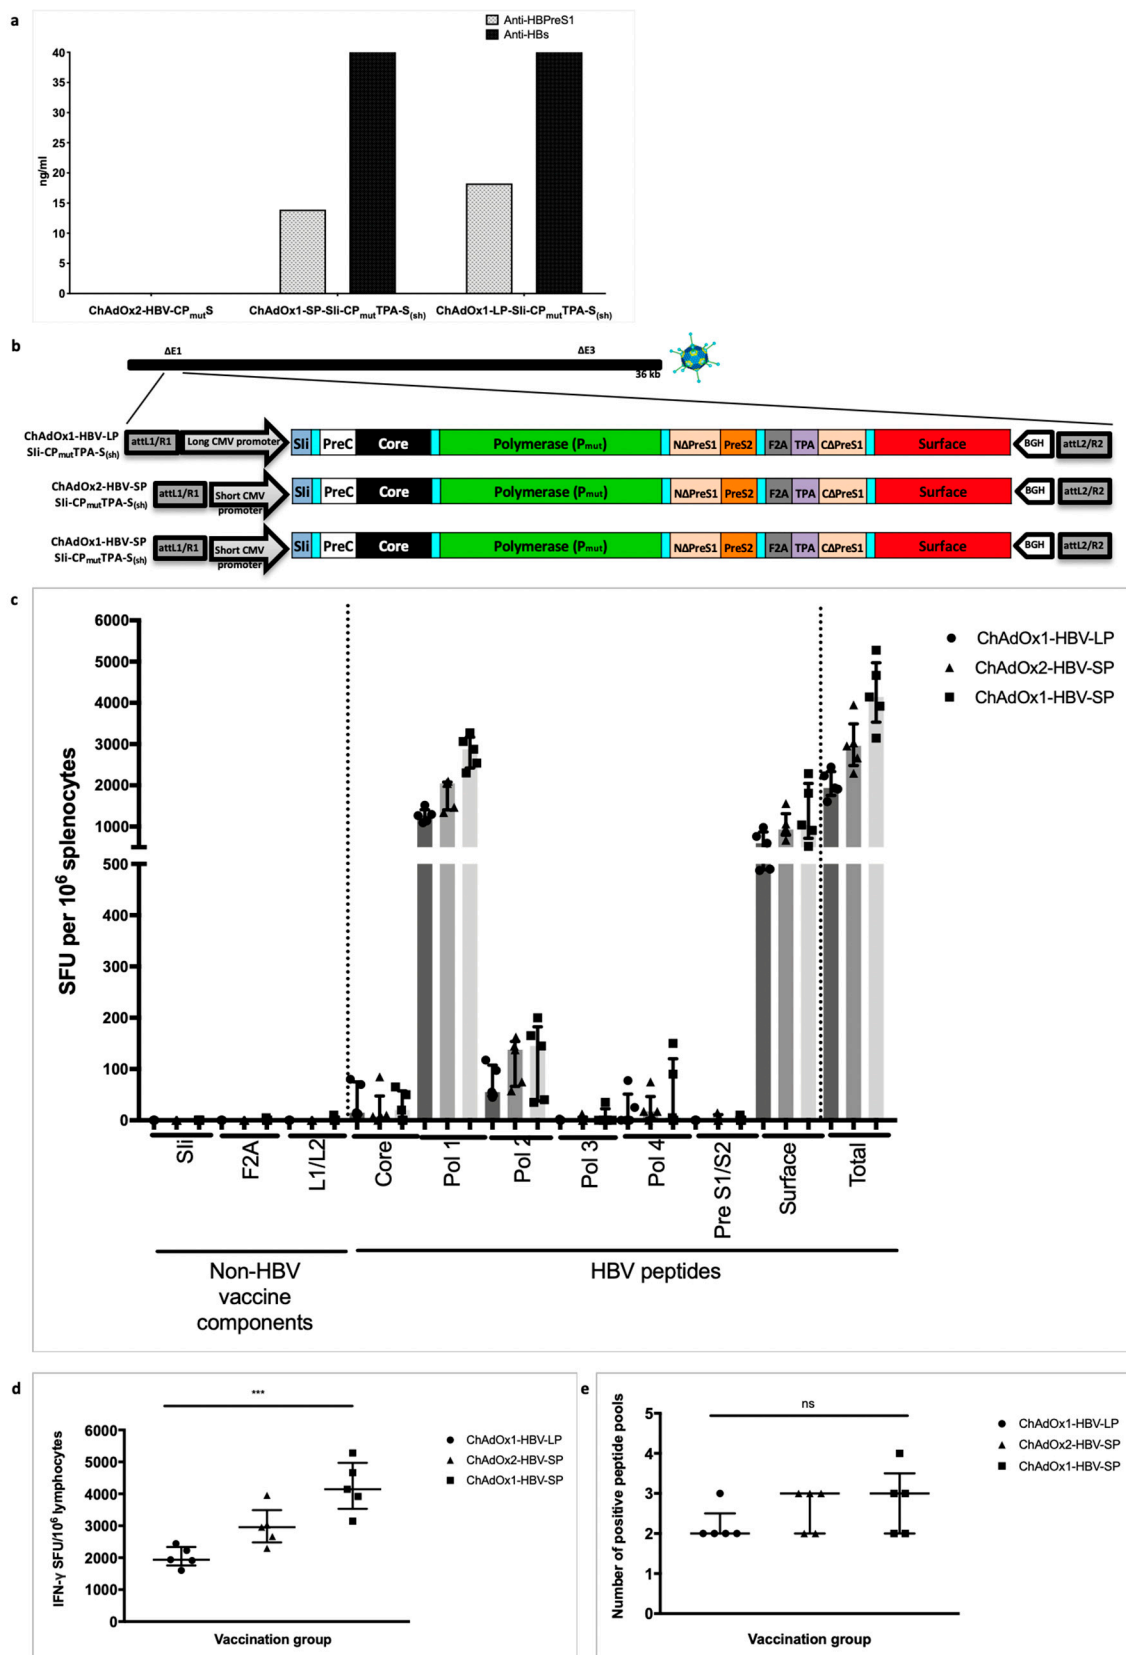 a
Anti-HBPreS1
Anti-HBs
40
35
30
25
20
15
10
5
0
ng/ml
ChAdOx2-HBV-CPmutS
ChAdOx1-SP-Sli-CPmutTPA-S(sh)
ChAdOx1-LP-Sli-CPmutTPA-S(sh)
b
ΔE1
ΔE3
36 kb
ChAdOx1-HBV-LP
SIi-CPmutTPA-S(sh)
attL1/R1
Long CMV promoter
SIi
PreC
Core
Polymerase (Pmut)
NΔPreS1
PreS2
F2A
TPA
CΔPreS1
Surface
BGH
attL2/R2
ChAdOx2-HBV-SP
SIi-CPmutTPA-S(sh)
attL1/R1
Short CMV
promoter
SIi
PreC
Core
Polymerase (Pmut)
NΔPreS1
PreS2
F2A
TPA
CΔPreS1
Surface
BGH
attL2/R2
ChAdOx1-HBV-SP
SIi-CPmutTPA-S(sh)
attL1/R1
Short CMV
promoter
SIi
PreC
Core
Polymerase (Pmut)
NΔPreS1
PreS2
F2A
TPA
CΔPreS1
Surface
BGH
attL2/R2
c
6000
5000
4000
3000
2000
1000
500
400
300
200
100
0
SFU per 10⁶ splenocytes
ChAdOx1-HBV-LP
ChAdOx2-HBV-SP
ChAdOx1-HBV-SP
SIi
F2A
L1/L2
Core
Pol 1
Pol 2
Pol 3
Pol 4
Pre S1/S2
Surface
Total
Non-HBV
vaccine
components
HBV peptides
d
***
6000
5000
4000
3000
2000
1000
0
IFN-γ SFU/10⁶ lymphocytes
Vaccination group
ChAdOx1-HBV-LP
ChAdOx2-HBV-SP
ChAdOx1-HBV-SP
e
ns
5
4
3
2
1
0
Number of positive peptide pools
Vaccination group
ChAdOx1-HBV-LP
ChAdOx2-HBV-SP
ChAdOx1-HBV-SP